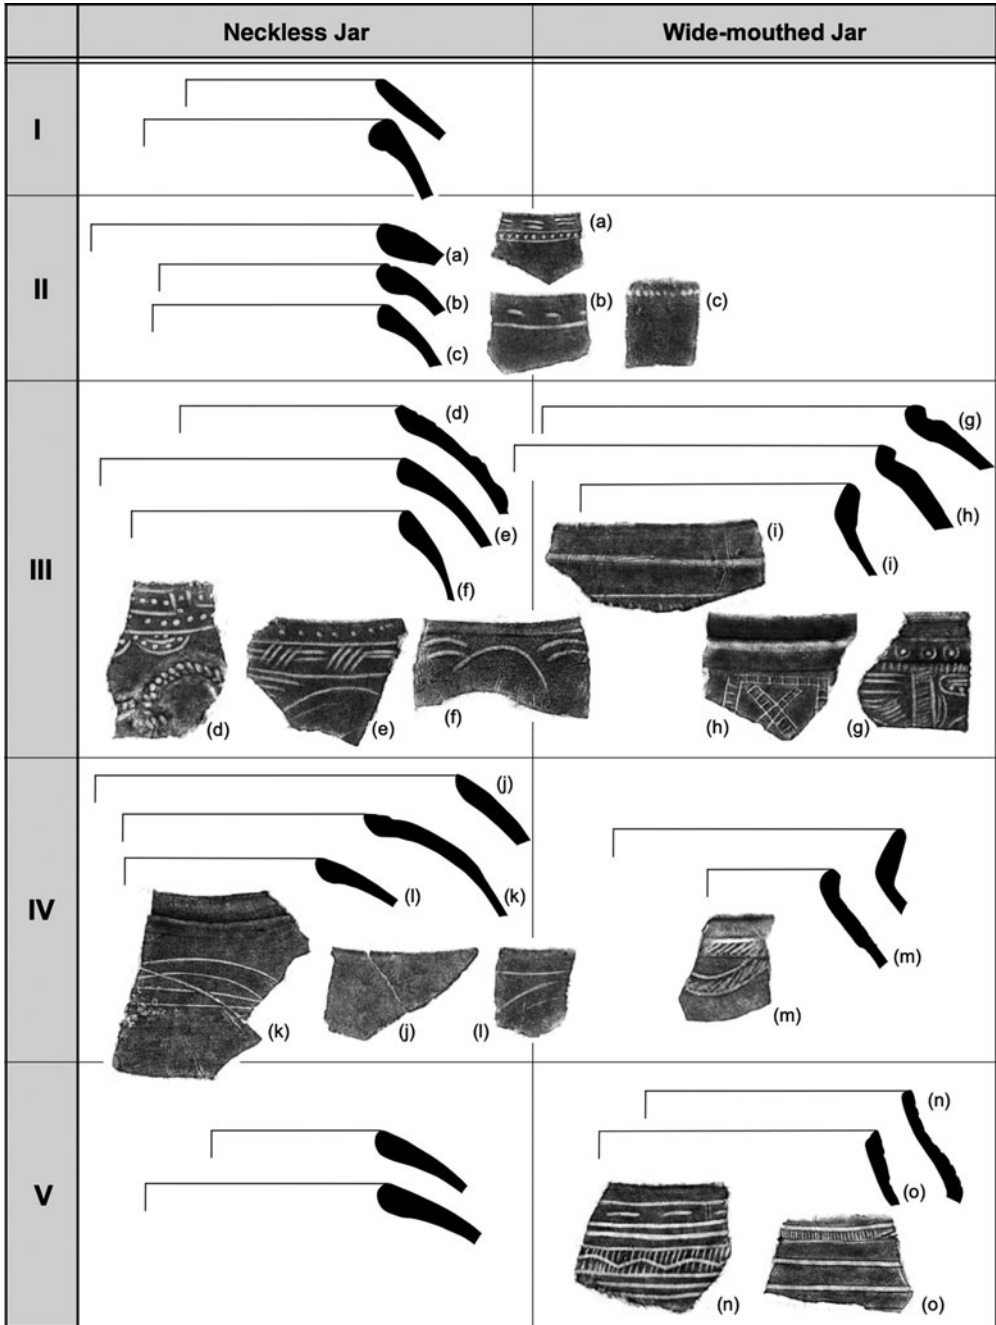 Neckless Jar Wide-mouthed Jar
I
II
(a) (a)
(b) (b) (c)
(c)
III
(d) (g)
(e) (h)
(f) (i) (i)
(d) (e) (f) (h) (g)
IV
(j)
(l) (k) (m)
(k) (j) (l) (m)
V
(n)
(o)
(n) (o)